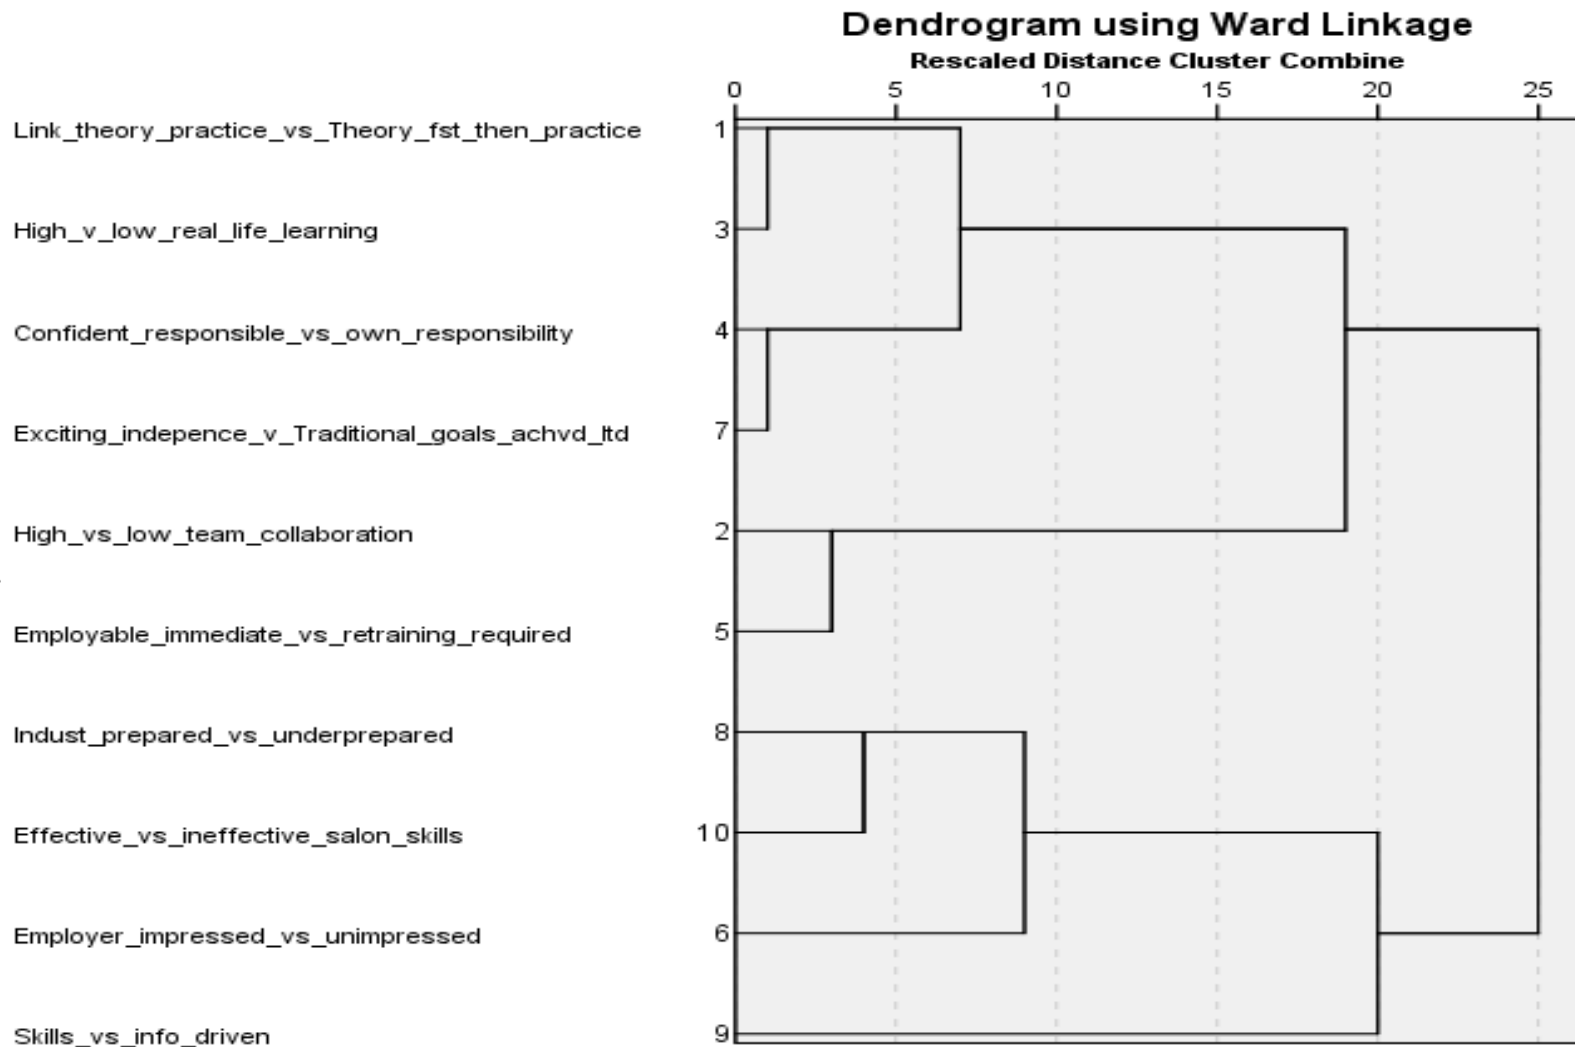 Dendrogram using Ward Linkage
Rescaled Distance Cluster Combine
0 5 10 15 20 25
Link_theory_practice_vs_Theory_fst_then_practice 1
High_v_low_real_life_learning 3
Confident_responsible_vs_own_responsibility 4
Exciting_indepence_v_Traditional_goals_achvd_ltd 7
High_vs_low_team_collaboration 2
Employable_immediate_vs_retraining_required 5
Indust_prepared_vs_underprepared 8
Effective_vs_ineffective_salon_skills 10
Employer_impressed_vs_unimpressed 6
Skills_vs_info_driven 9